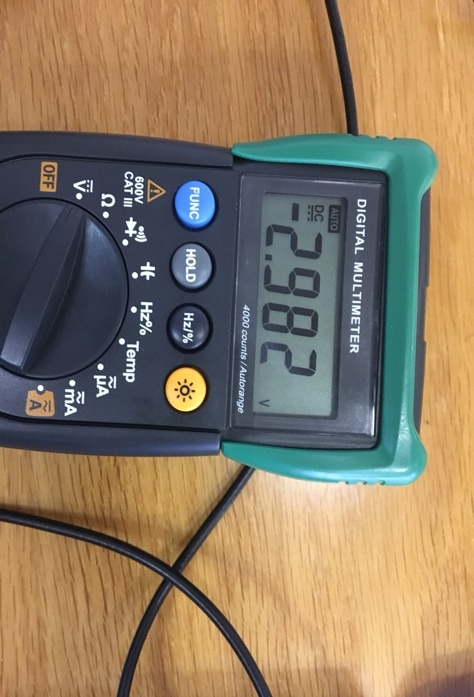 DIGITAL MULTIMETER
AUTO
DC
-2.982
V
4000 counts / Autorange
FUNC
HOLD
Hz/%
600V
CAT III
OFF
V
Ω
Hz%
Temp
µA
mA
A